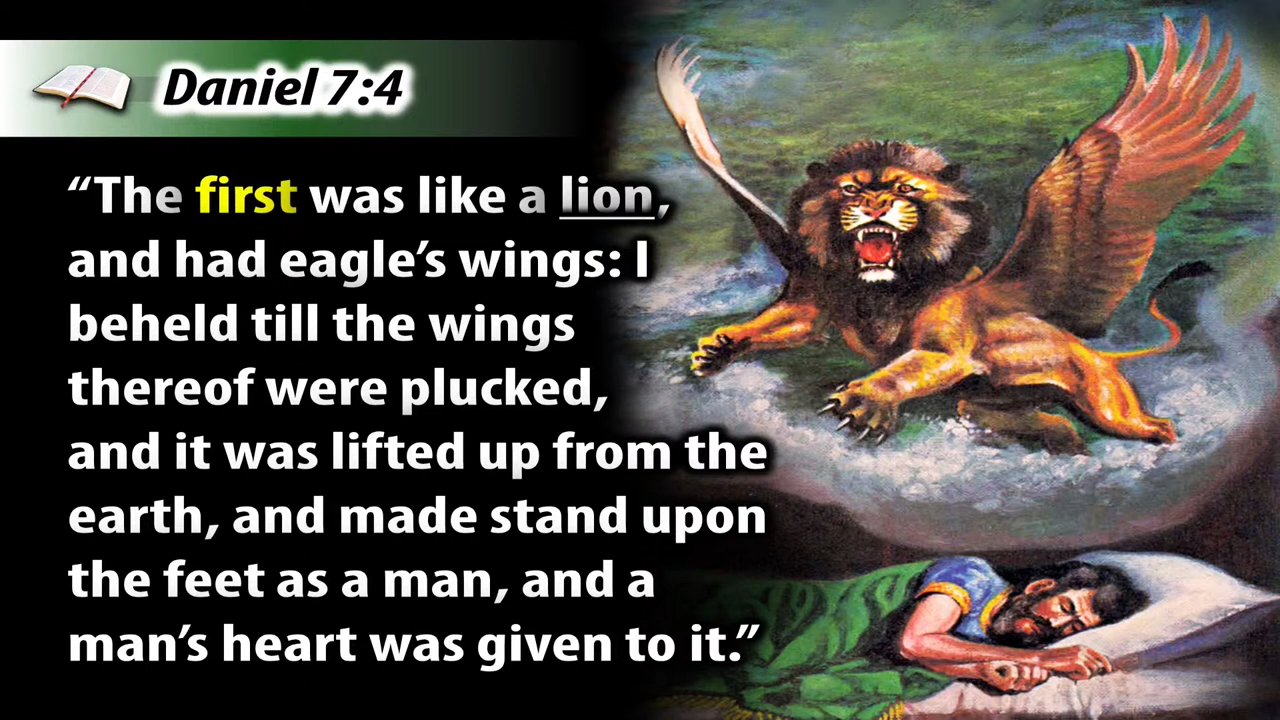 Daniel 7:4
“The first was like a lion,
and had eagle’s wings: I
beheld till the wings
thereof were plucked,
and it was lifted up from the
earth, and made stand upon
the feet as a man, and a
man’s heart was given to it.”